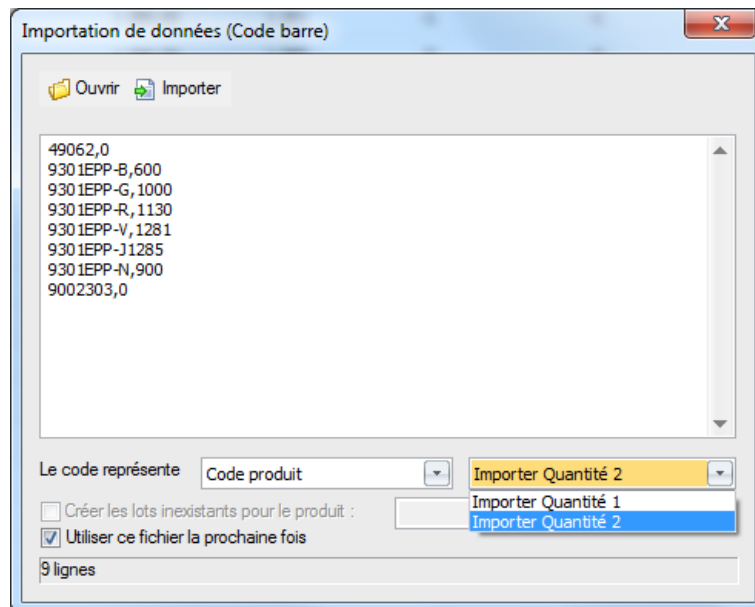 Importation de données (Code barre)
Ouvrir Importer
49062,0
9301EPP-B,600
9301EPP-G,1000
9301EPP-R,1130
9301EPP-V,1281
9301EPP-J1285
9301EPP-N,900
9002303,0
Le code représente Code produit Importer Quantité 2
Importer Quantité 1
Créer les lots inexistants pour le produit :
Importer Quantité 2
Utiliser ce fichier la prochaine fois
9 lignes